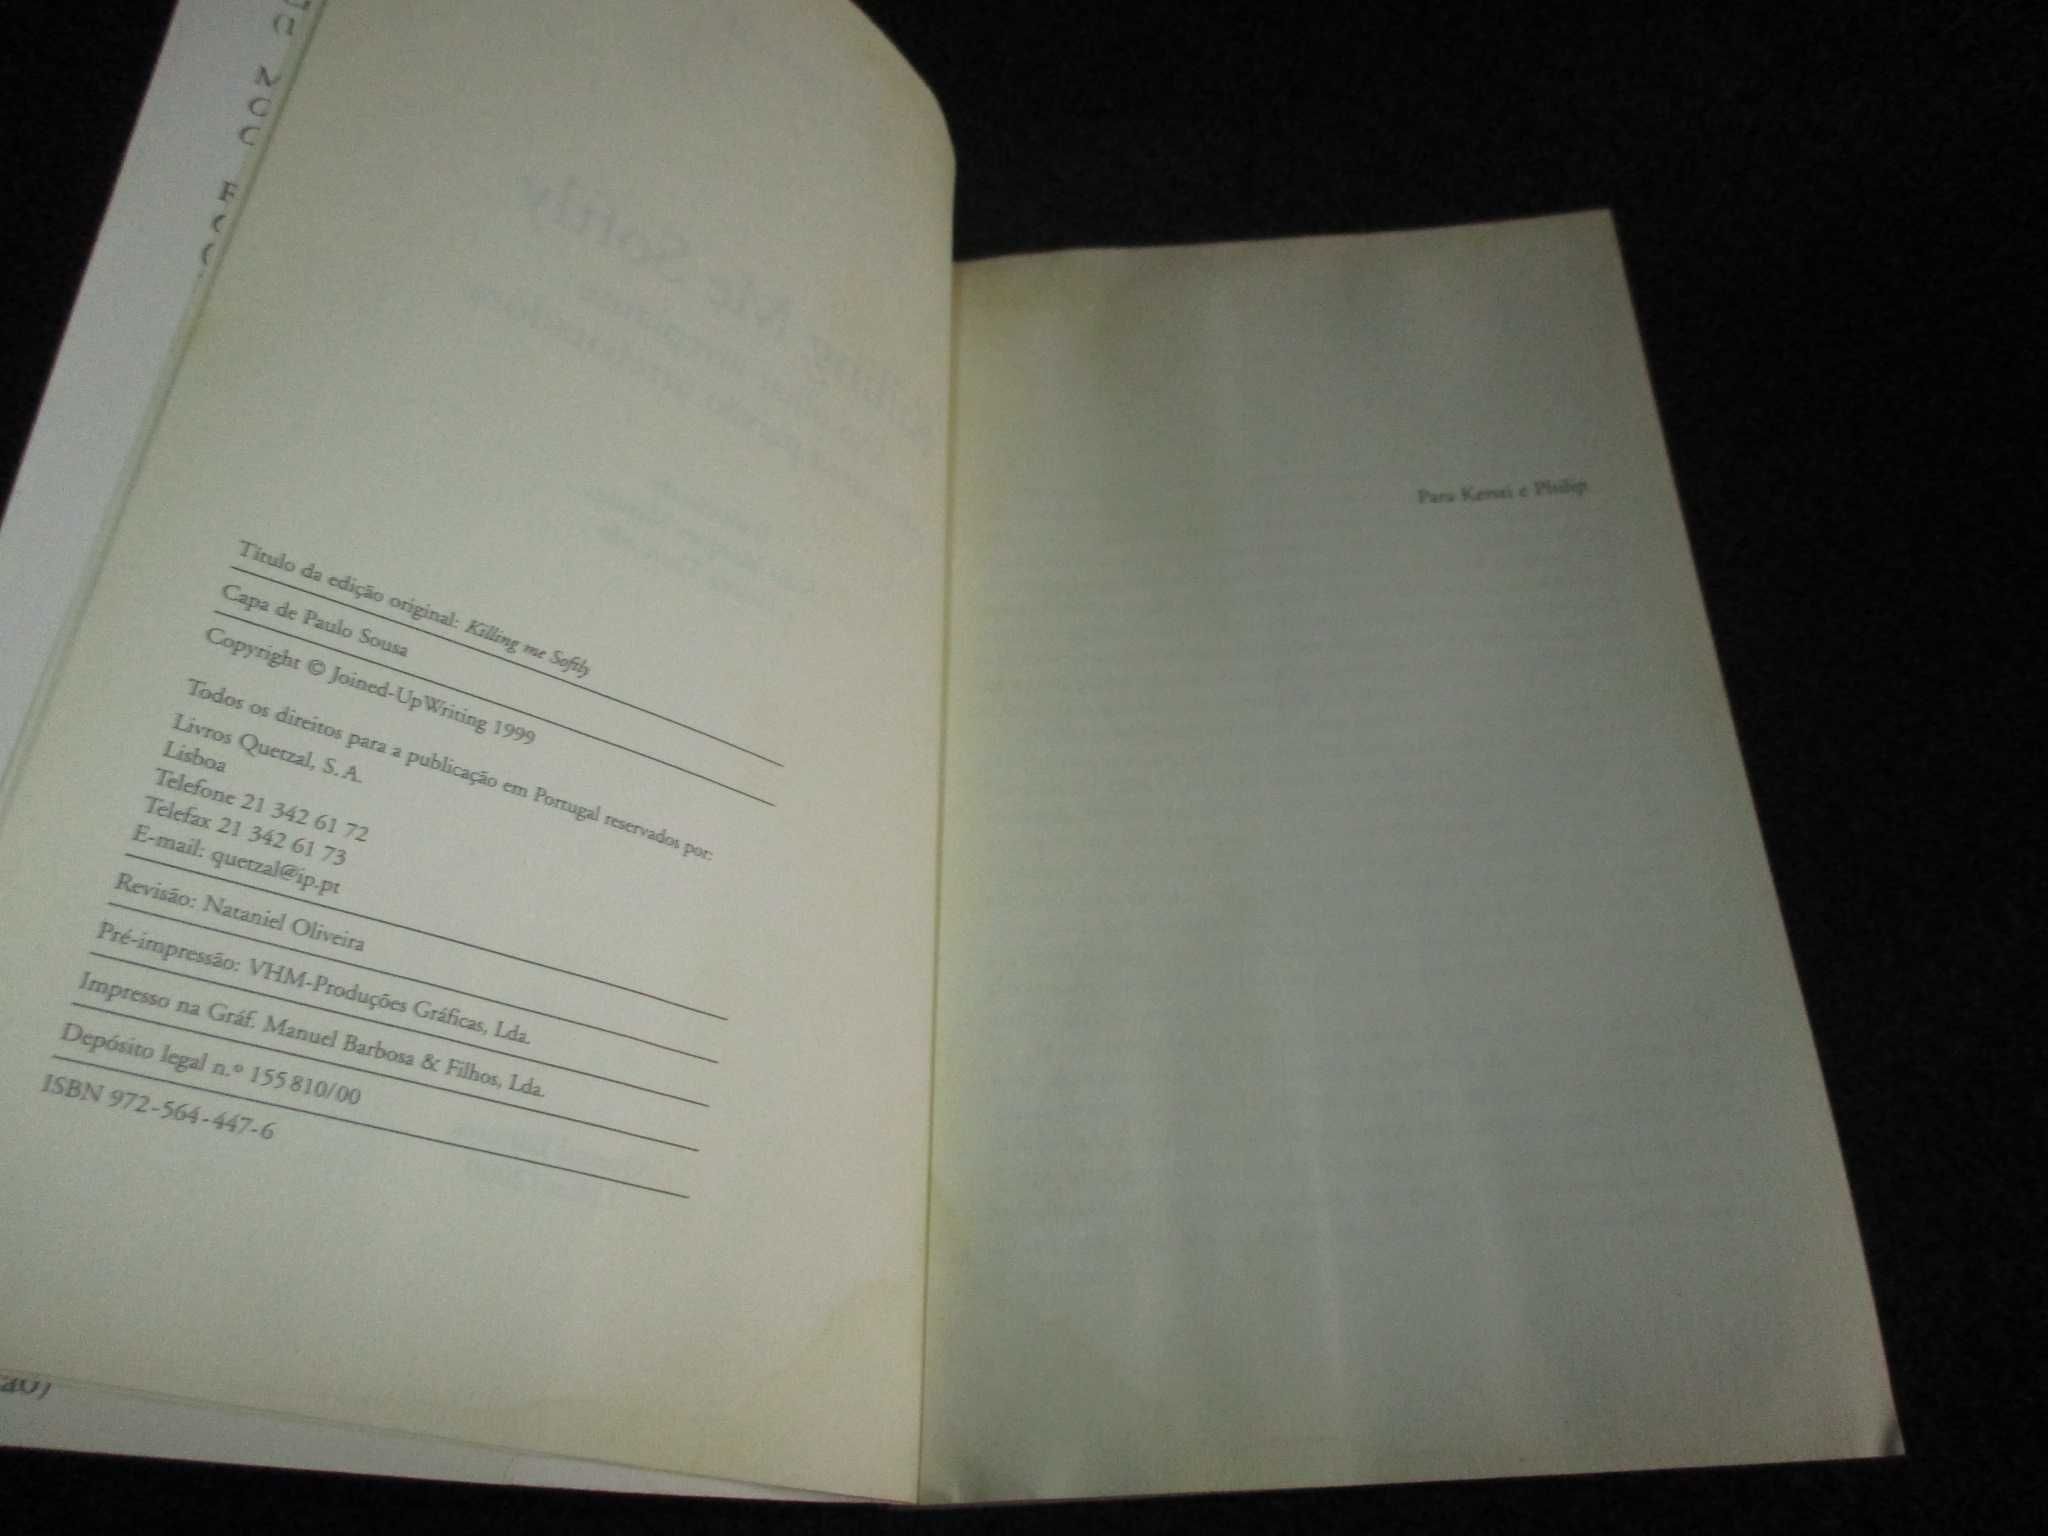 Título da edição original: Killing me Softly
Capa de Paulo Sousa
Copyright © Joined-Up Writing 1999
Todos os direitos para a publicação em Portugal reservados por:
Livros Quetzal, S. A.
Lisboa
Telefone 21 342 61 72
Telefax 21 342 61 73
E-mail: quetzal@ip.pt
Revisão: Nataniel Oliveira
Pré-impressão: VHM-Produções Gráficas, Lda.
Impresso na Gráf. Manuel Barbosa & Filhos, Lda.
Depósito legal n.º 155 810/00
ISBN 972-564-447-6
Para Kersti e Philip